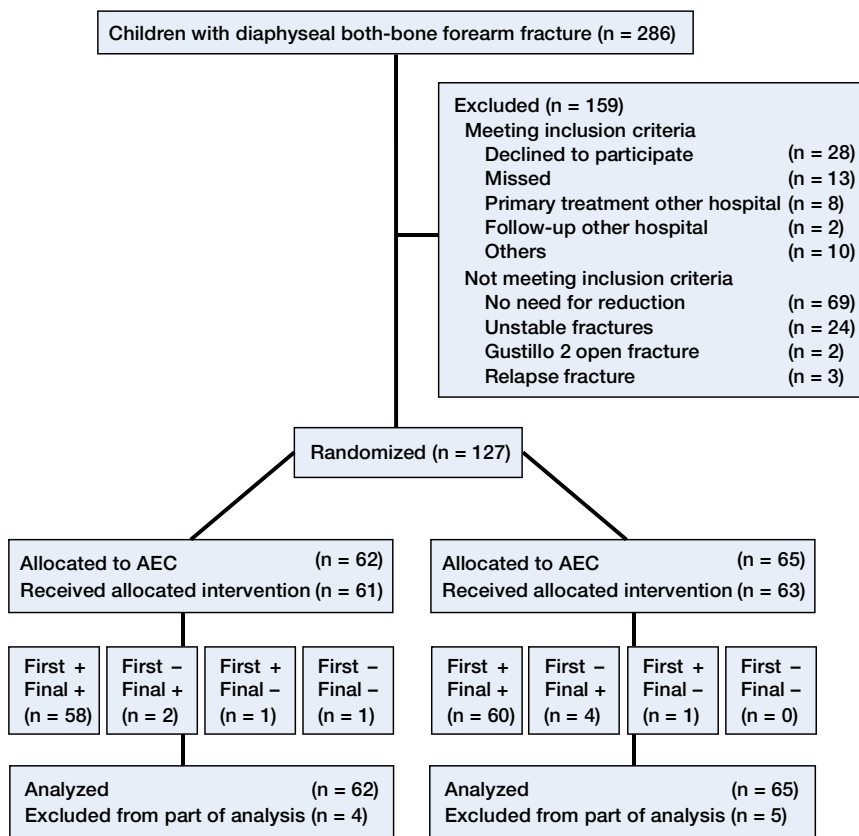 Children with diaphyseal both-bone forearm fracture (n = 286)
Excluded (n = 159)
Meeting inclusion criteria
Declined to participate (n = 28)
Missed (n = 13)
Primary treatment other hospital (n = 8)
Follow-up other hospital (n = 2)
Others (n = 10)
Not meeting inclusion criteria
No need for reduction (n = 69)
Unstable fractures (n = 24)
Gustillo 2 open fracture (n = 2)
Relapse fracture (n = 3)
Randomized (n = 127)
Allocated to AEC (n = 62)
Received allocated intervention (n = 61)
Allocated to AEC (n = 65)
Received allocated intervention (n = 63)
First +
Final +
(n = 58)
First –
Final +
(n = 2)
First +
Final –
(n = 1)
First –
Final –
(n = 1)
First +
Final +
(n = 60)
First –
Final +
(n = 4)
First +
Final –
(n = 1)
First –
Final –
(n = 0)
Analyzed (n = 62)
Excluded from part of analysis (n = 4)
Analyzed (n = 65)
Excluded from part of analysis (n = 5)